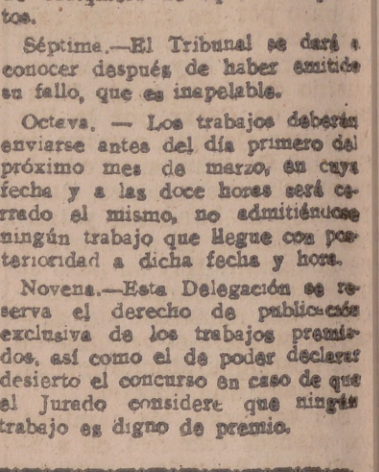 tos.
Séptima.—El Tribunal se dará a
conocer después de haber emitido
su fallo, que es inapelable.
Octava. — Los trabajos deberán
enviarse antes del día primero del
próximo mes de marzo, en cuya
fecha y a las doce horas será ce-
rrado el mismo, no admitiéndose
ningún trabajo que llegue con pos-
terioridad a dicha fecha y hora.
Novena.—Esta Delegación se re-
serva el derecho de publicación
exclusiva de los trabajos premia-
dos, así como el de poder declarar
desierto el concurso en caso de que
el Jurado considere que ningún
trabajo es digno de premio.